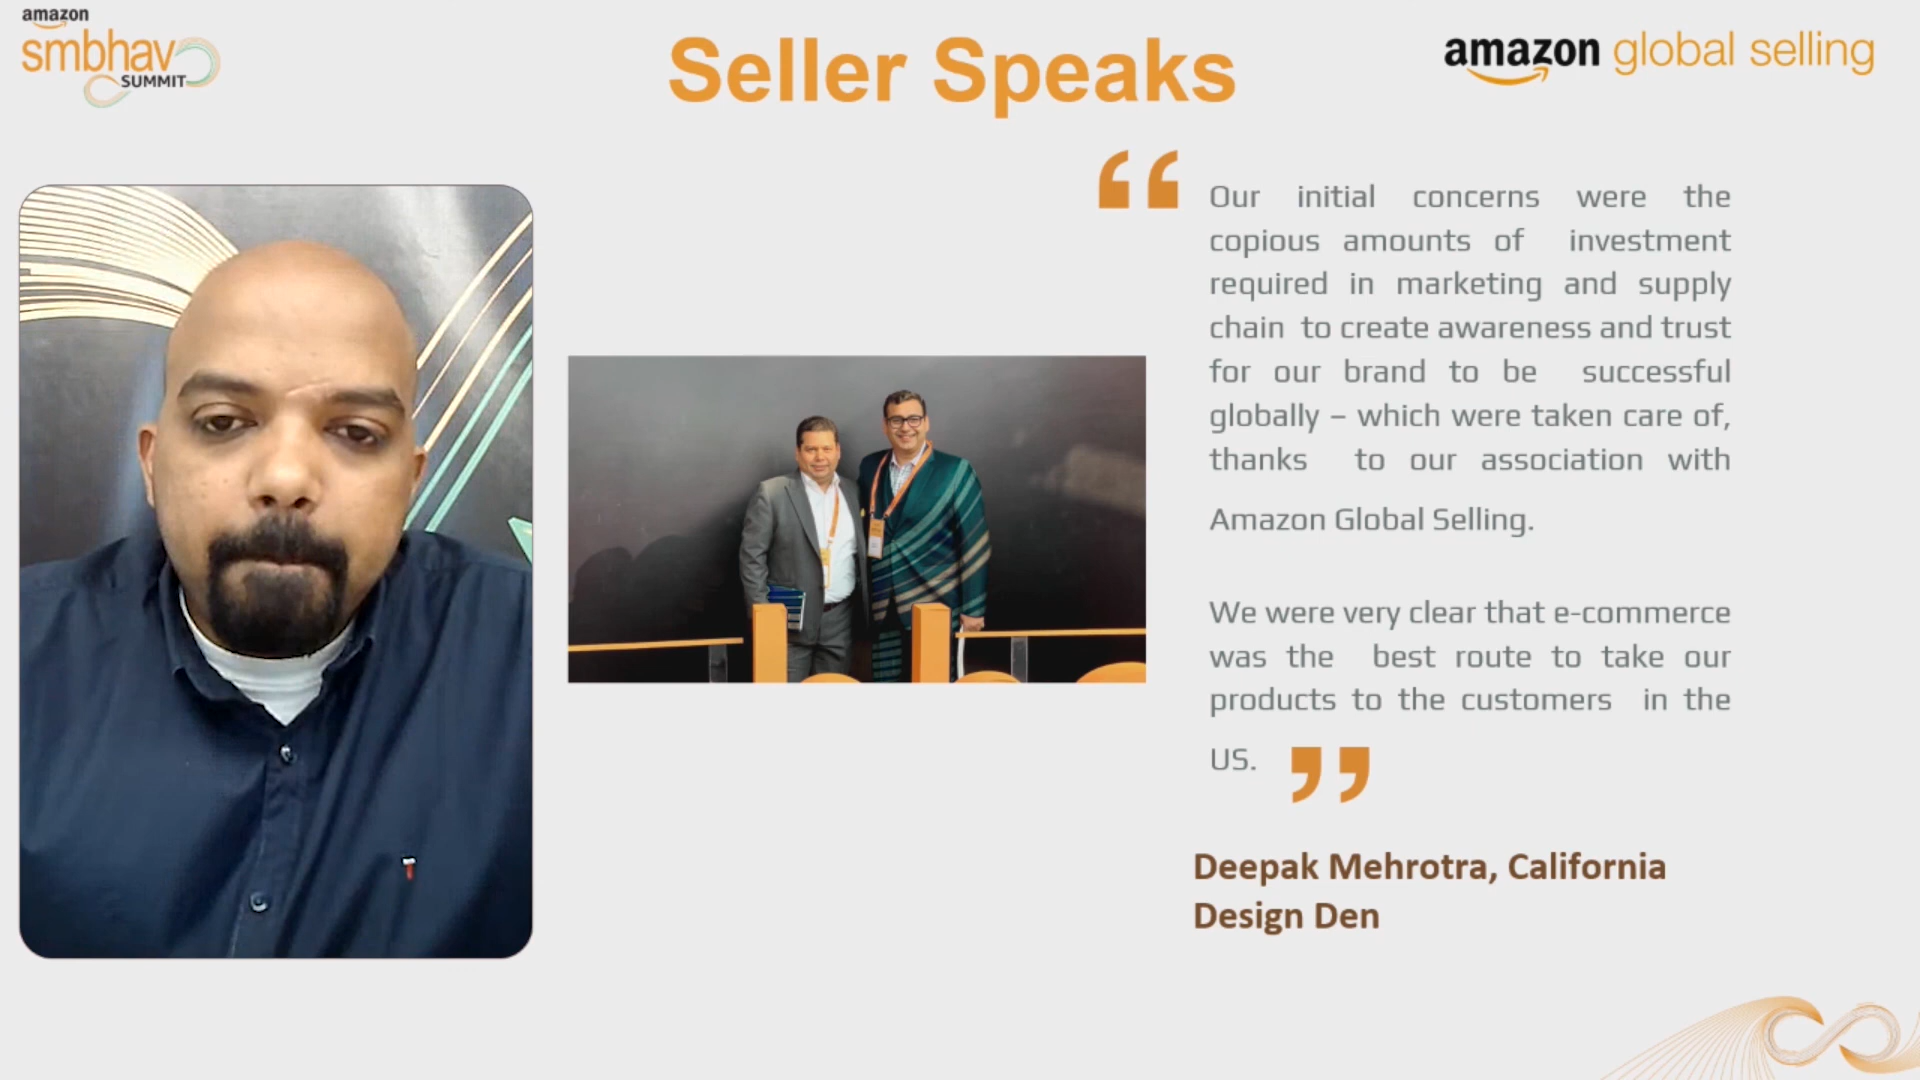 amazon
smbhav
SUMMIT
Seller Speaks
amazon global selling
“
Our initial concerns were the
copious amounts of investment
required in marketing and supply
chain to create awareness and trust
for our brand to be successful
globally – which were taken care of,
thanks to our association with
Amazon Global Selling.
We were very clear that e-commerce
was the best route to take our
products to the customers in the
US. ”
Deepak Mehrotra, California
Design Den